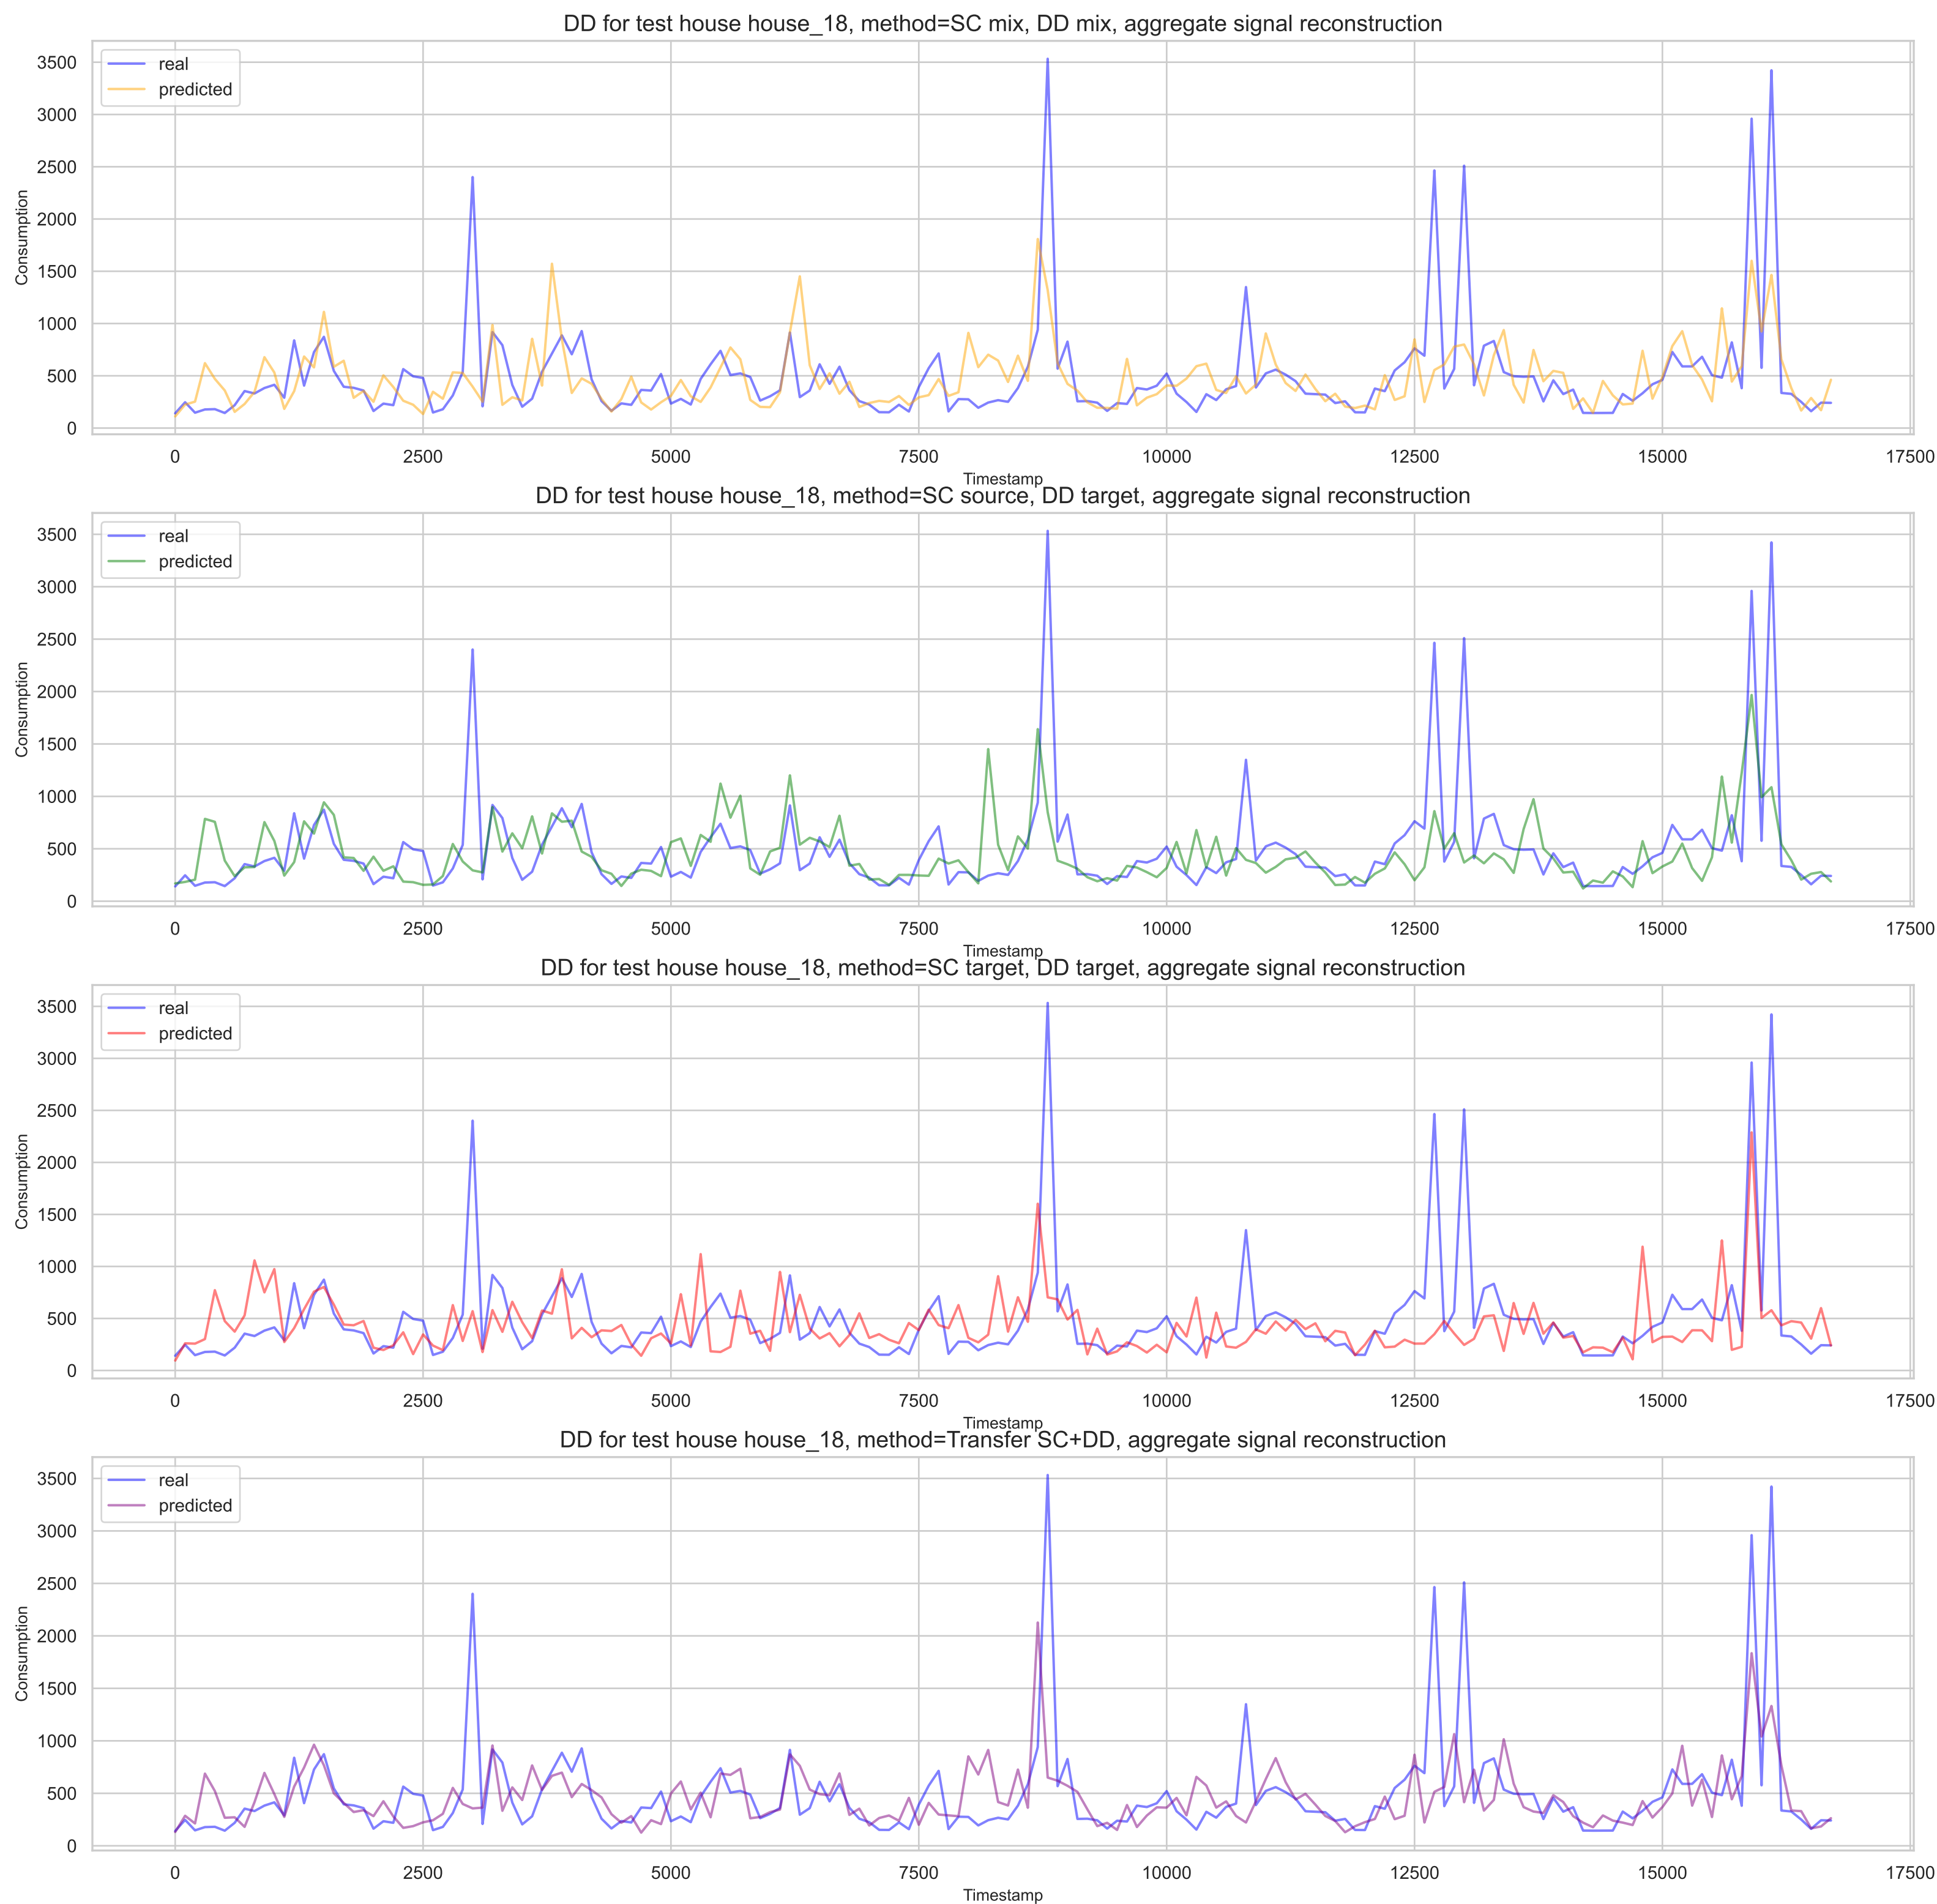 DD for test house house_18, method=SC mix, DD mix, aggregate signal reconstruction
real
predicted
Consumption
3500
3000
2500
2000
1500
1000
500
0
0 2500 5000 7500 10000 12500 15000 17500
Timestamp
DD for test house house_18, method=SC source, DD target, aggregate signal reconstruction
real
predicted
Consumption
3500
3000
2500
2000
1500
1000
500
0
0 2500 5000 7500 10000 12500 15000 17500
Timestamp
DD for test house house_18, method=SC target, DD target, aggregate signal reconstruction
real
predicted
Consumption
3500
3000
2500
2000
1500
1000
500
0
0 2500 5000 7500 10000 12500 15000 17500
Timestamp
DD for test house house_18, method=Transfer SC+DD, aggregate signal reconstruction
real
predicted
Consumption
3500
3000
2500
2000
1500
1000
500
0
0 2500 5000 7500 10000 12500 15000 17500
Timestamp